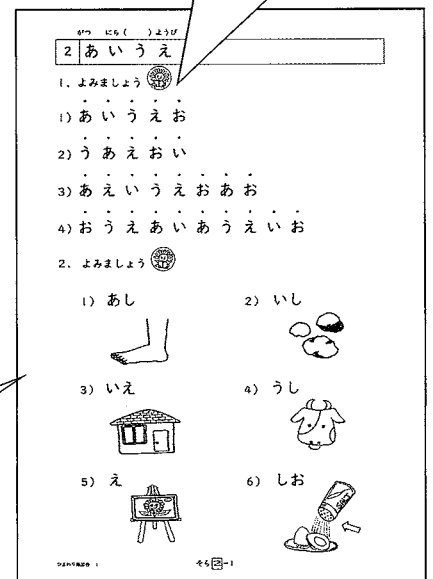 がつ にち( )ようび
2 あいうえ
1. よみましょう
1) あ い う え お
2) う あ え お い
3) あ え い う え お あ お
4) お う え あ い あ う え い お
2. よみましょう
1) あし 2) いし
3) いえ 4) うし
5) え 6) しお
そら2-1